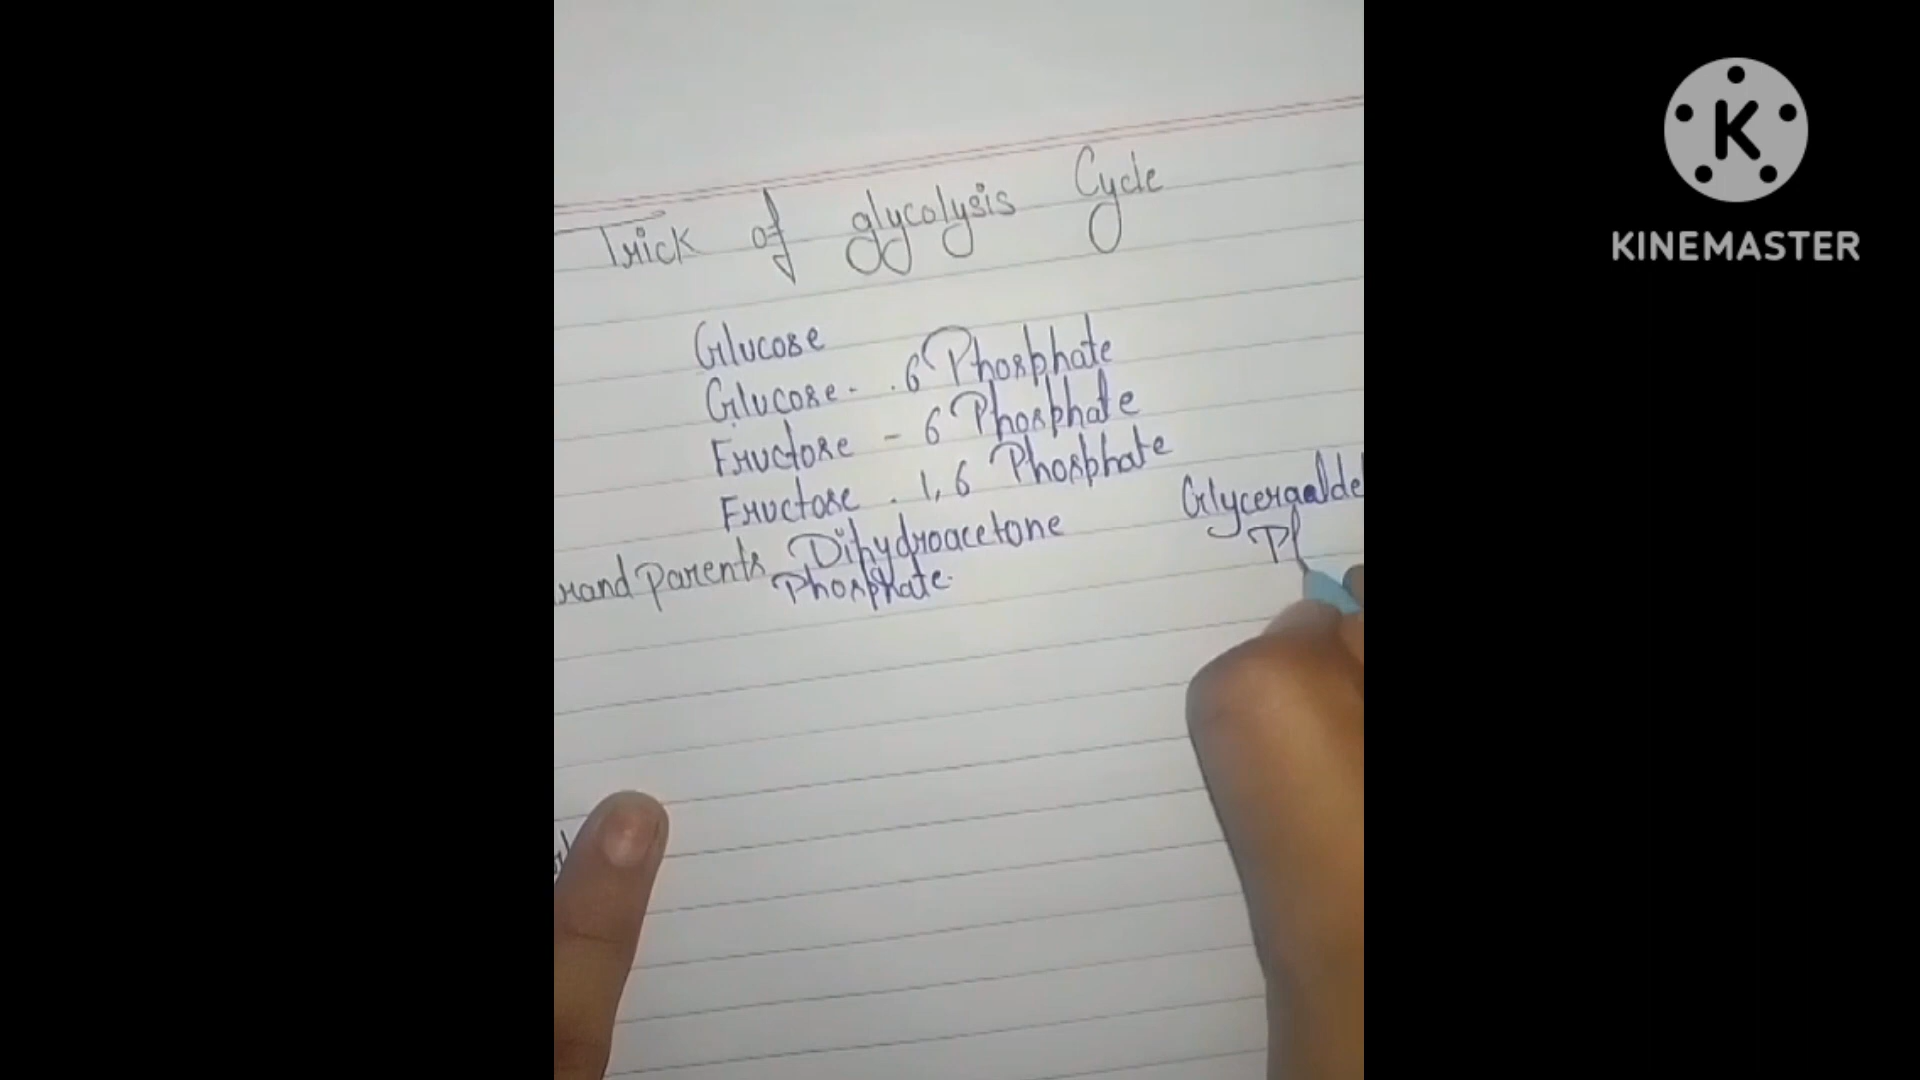 Trick of glycolysis Cycle
Glucose
Glucose - . 6 Phosphate
Fructose - 6 Phosphate
Fructose . 1, 6 Phosphate
rand parents Dihydroacetone Glyceraalde
Phosphate. Ph
K
KINEMASTER